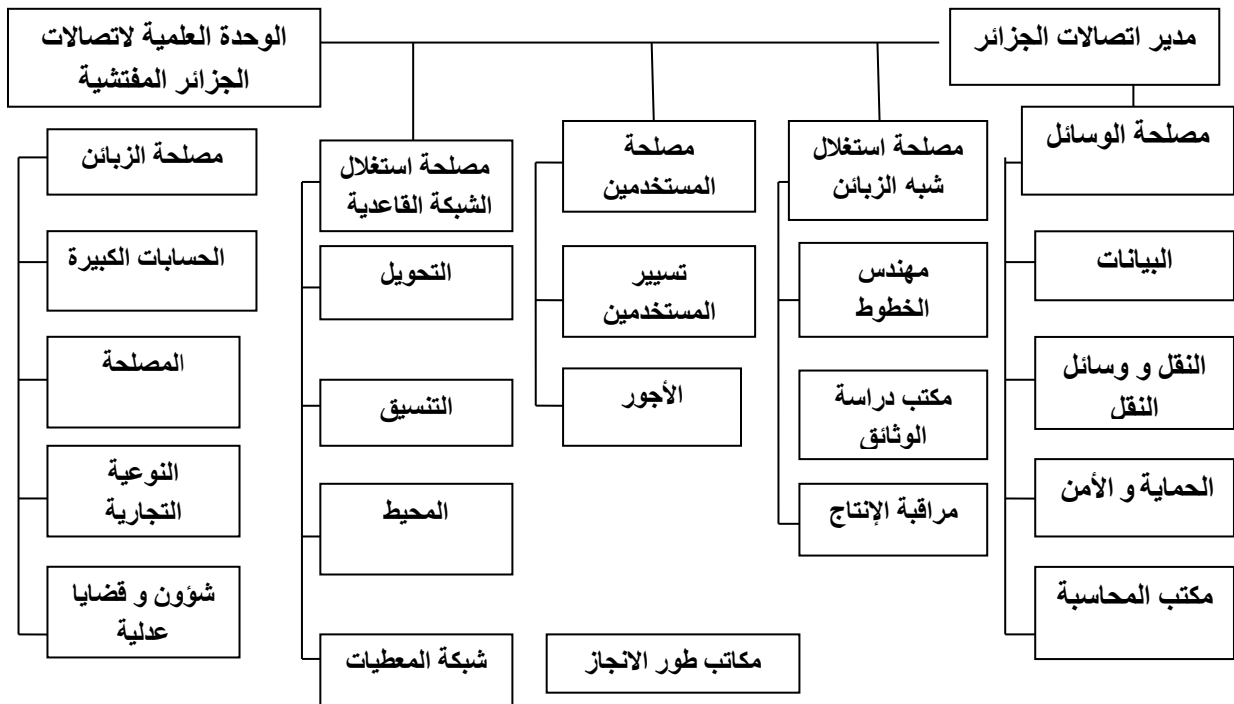 مدير اتصالات الجزائر
الوحدة العلمية لاتصالات
الجزائر المفتشية
مصلحة الوسائل
البيانات
النقل و وسائل
النقل
الحماية و الأمن
مكتب المحاسبة
مصلحة استغلال
شبه الزبائن
مهندس
الخطوط
مكتب دراسة
الوثائق
مراقبة الإنتاج
مصلحة
المستخدمين
تسيير
المستخدمين
الأجور
مكاتب طور الانجاز
مصلحة استغلال
الشبكة القاعدية
التحويل
التنسيق
المحيط
شبكة المعطيات
مصلحة الزبائن
الحسابات الكبيرة
المصلحة
النوعية
التجارية
شؤون و قضايا
عدلية